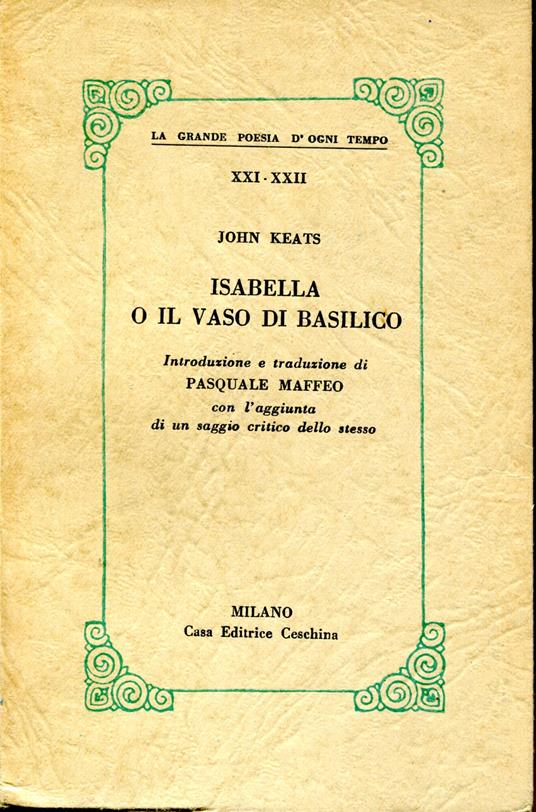 LA GRANDE POESIA D'OGNI TEMPO
XXI - XXII
JOHN KEATS
ISABELLA
O IL VASO DI BASILICO
Introduzione e traduzione di
PASQUALE MAFFEO
con l'aggiunta
di un saggio critico dello stesso
MILANO
Casa Editrice Ceschina